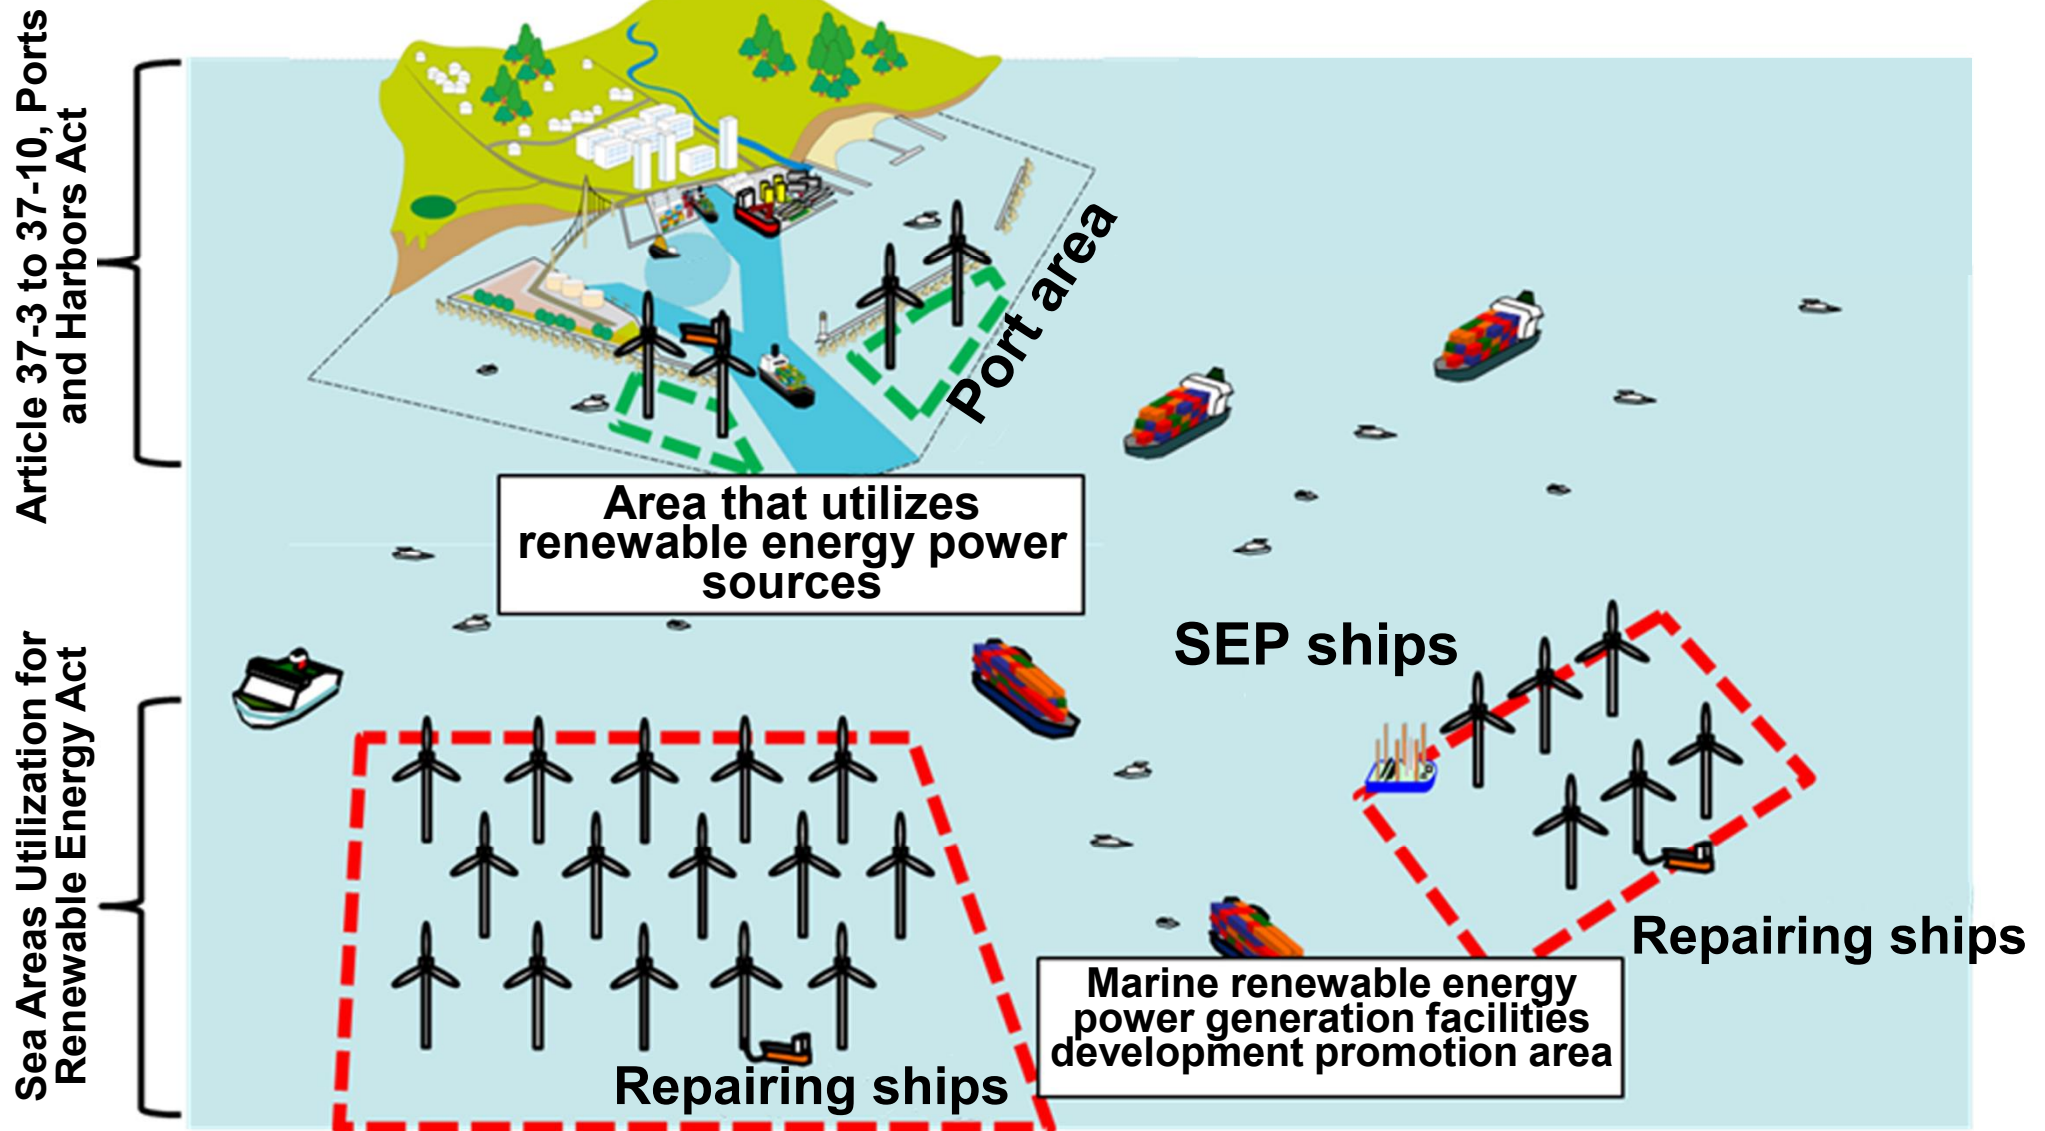 Article 37-3 to 37-10, Ports
and Harbors Act
Port area
Area that utilizes
renewable energy power
sources
Sea Areas Utilization for
Renewable Energy Act
SEP ships
Repairing ships
Marine renewable energy
power generation facilities
development promotion area
Repairing ships